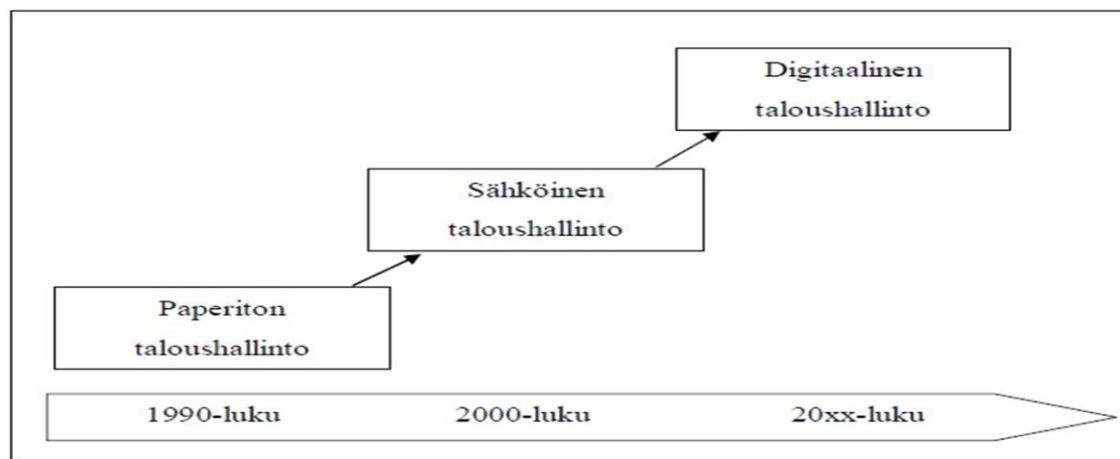 Digitaalinen
taloushallinto
Sähköinen
taloushallinto
Paperiton
taloushallinto
1990-luku 2000-luku 20xx-luku